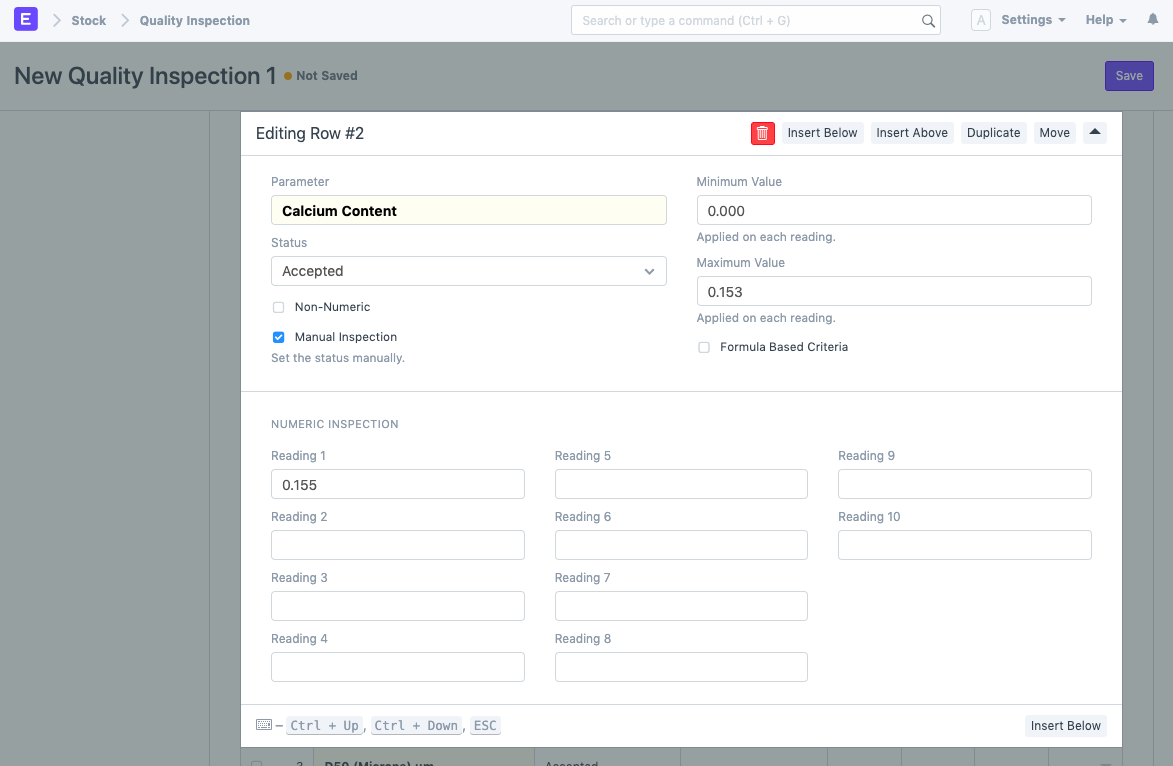 E Stock Quality Inspection Search or type a command (Ctrl + G) A Settings Help
New Quality Inspection 1 Not Saved Save
Editing Row #2 Insert Below Insert Above Duplicate Move
Parameter
Calcium Content
Status
Accepted
Non-Numeric
Manual Inspection
Set the status manually.
Minimum Value
0.000
Applied on each reading.
Maximum Value
0.153
Applied on each reading.
Formula Based Criteria
NUMERIC INSPECTION
Reading 1
0.155
Reading 2
Reading 3
Reading 4
Reading 5
Reading 6
Reading 7
Reading 8
Reading 9
Reading 10
– Ctrl + Up, Ctrl + Down, ESC Insert Below
3 D50 (Microns) µm Accepted